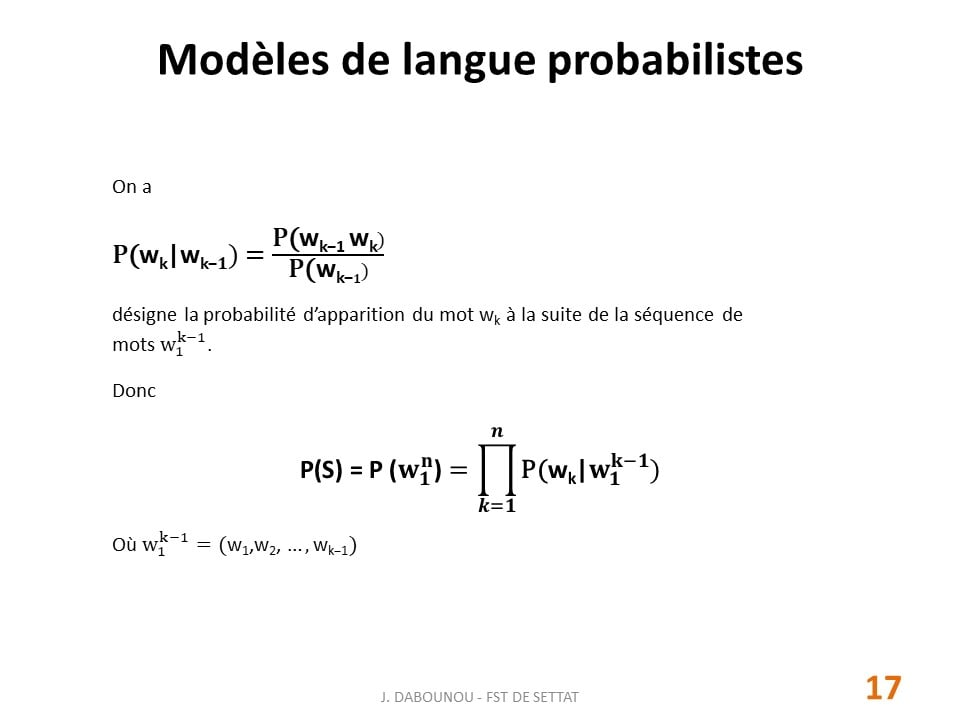 Modèles de langue probabilistes
On a
P(wₖ|wₖ₋₁) = P(wₖ₋₁ wₖ) / P(wₖ₋₁)
désigne la probabilité d’apparition du mot wₖ à la suite de la séquence de
mots w₁ᵏ⁻¹.
Donc
P(S) = P (w₁ⁿ) = ∏ₖ₌₁ⁿ P(wₖ|w₁ᵏ⁻¹)
Où w₁ᵏ⁻¹ = (w₁,w₂, …, wₖ₋₁)
J. DABOUNOU - FST DE SETTAT
17